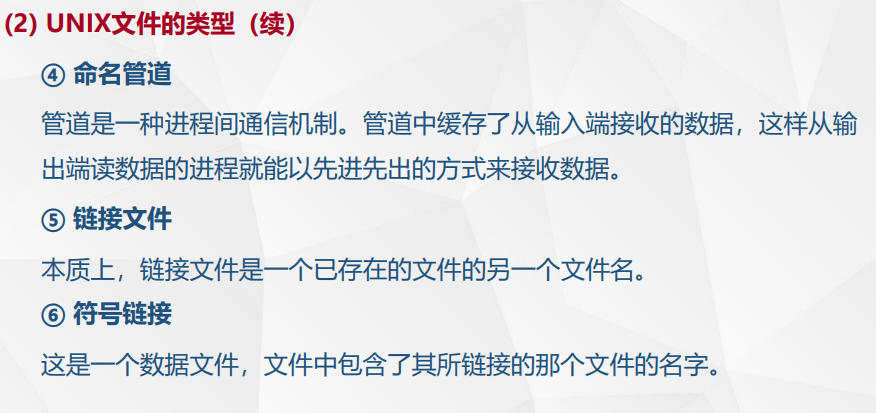 (2) UNIX文件的类型（续）
④ 命名管道
管道是一种进程间通信机制。管道中缓存了从输入端接收的数据，这样从输
出端读数据的进程就能以先进先出的方式来接收数据。
⑤ 链接文件
本质上，链接文件是一个已存在的文件的另一个文件名。
⑥ 符号链接
这是一个数据文件，文件中包含了其所链接的那个文件的名字。